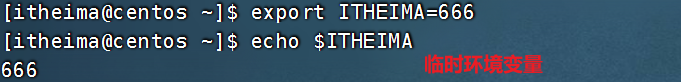 [itheima@centos ~]$ export ITHEIMA=666
[itheima@centos ~]$ echo $ITHEIMA
666
临时环境变量